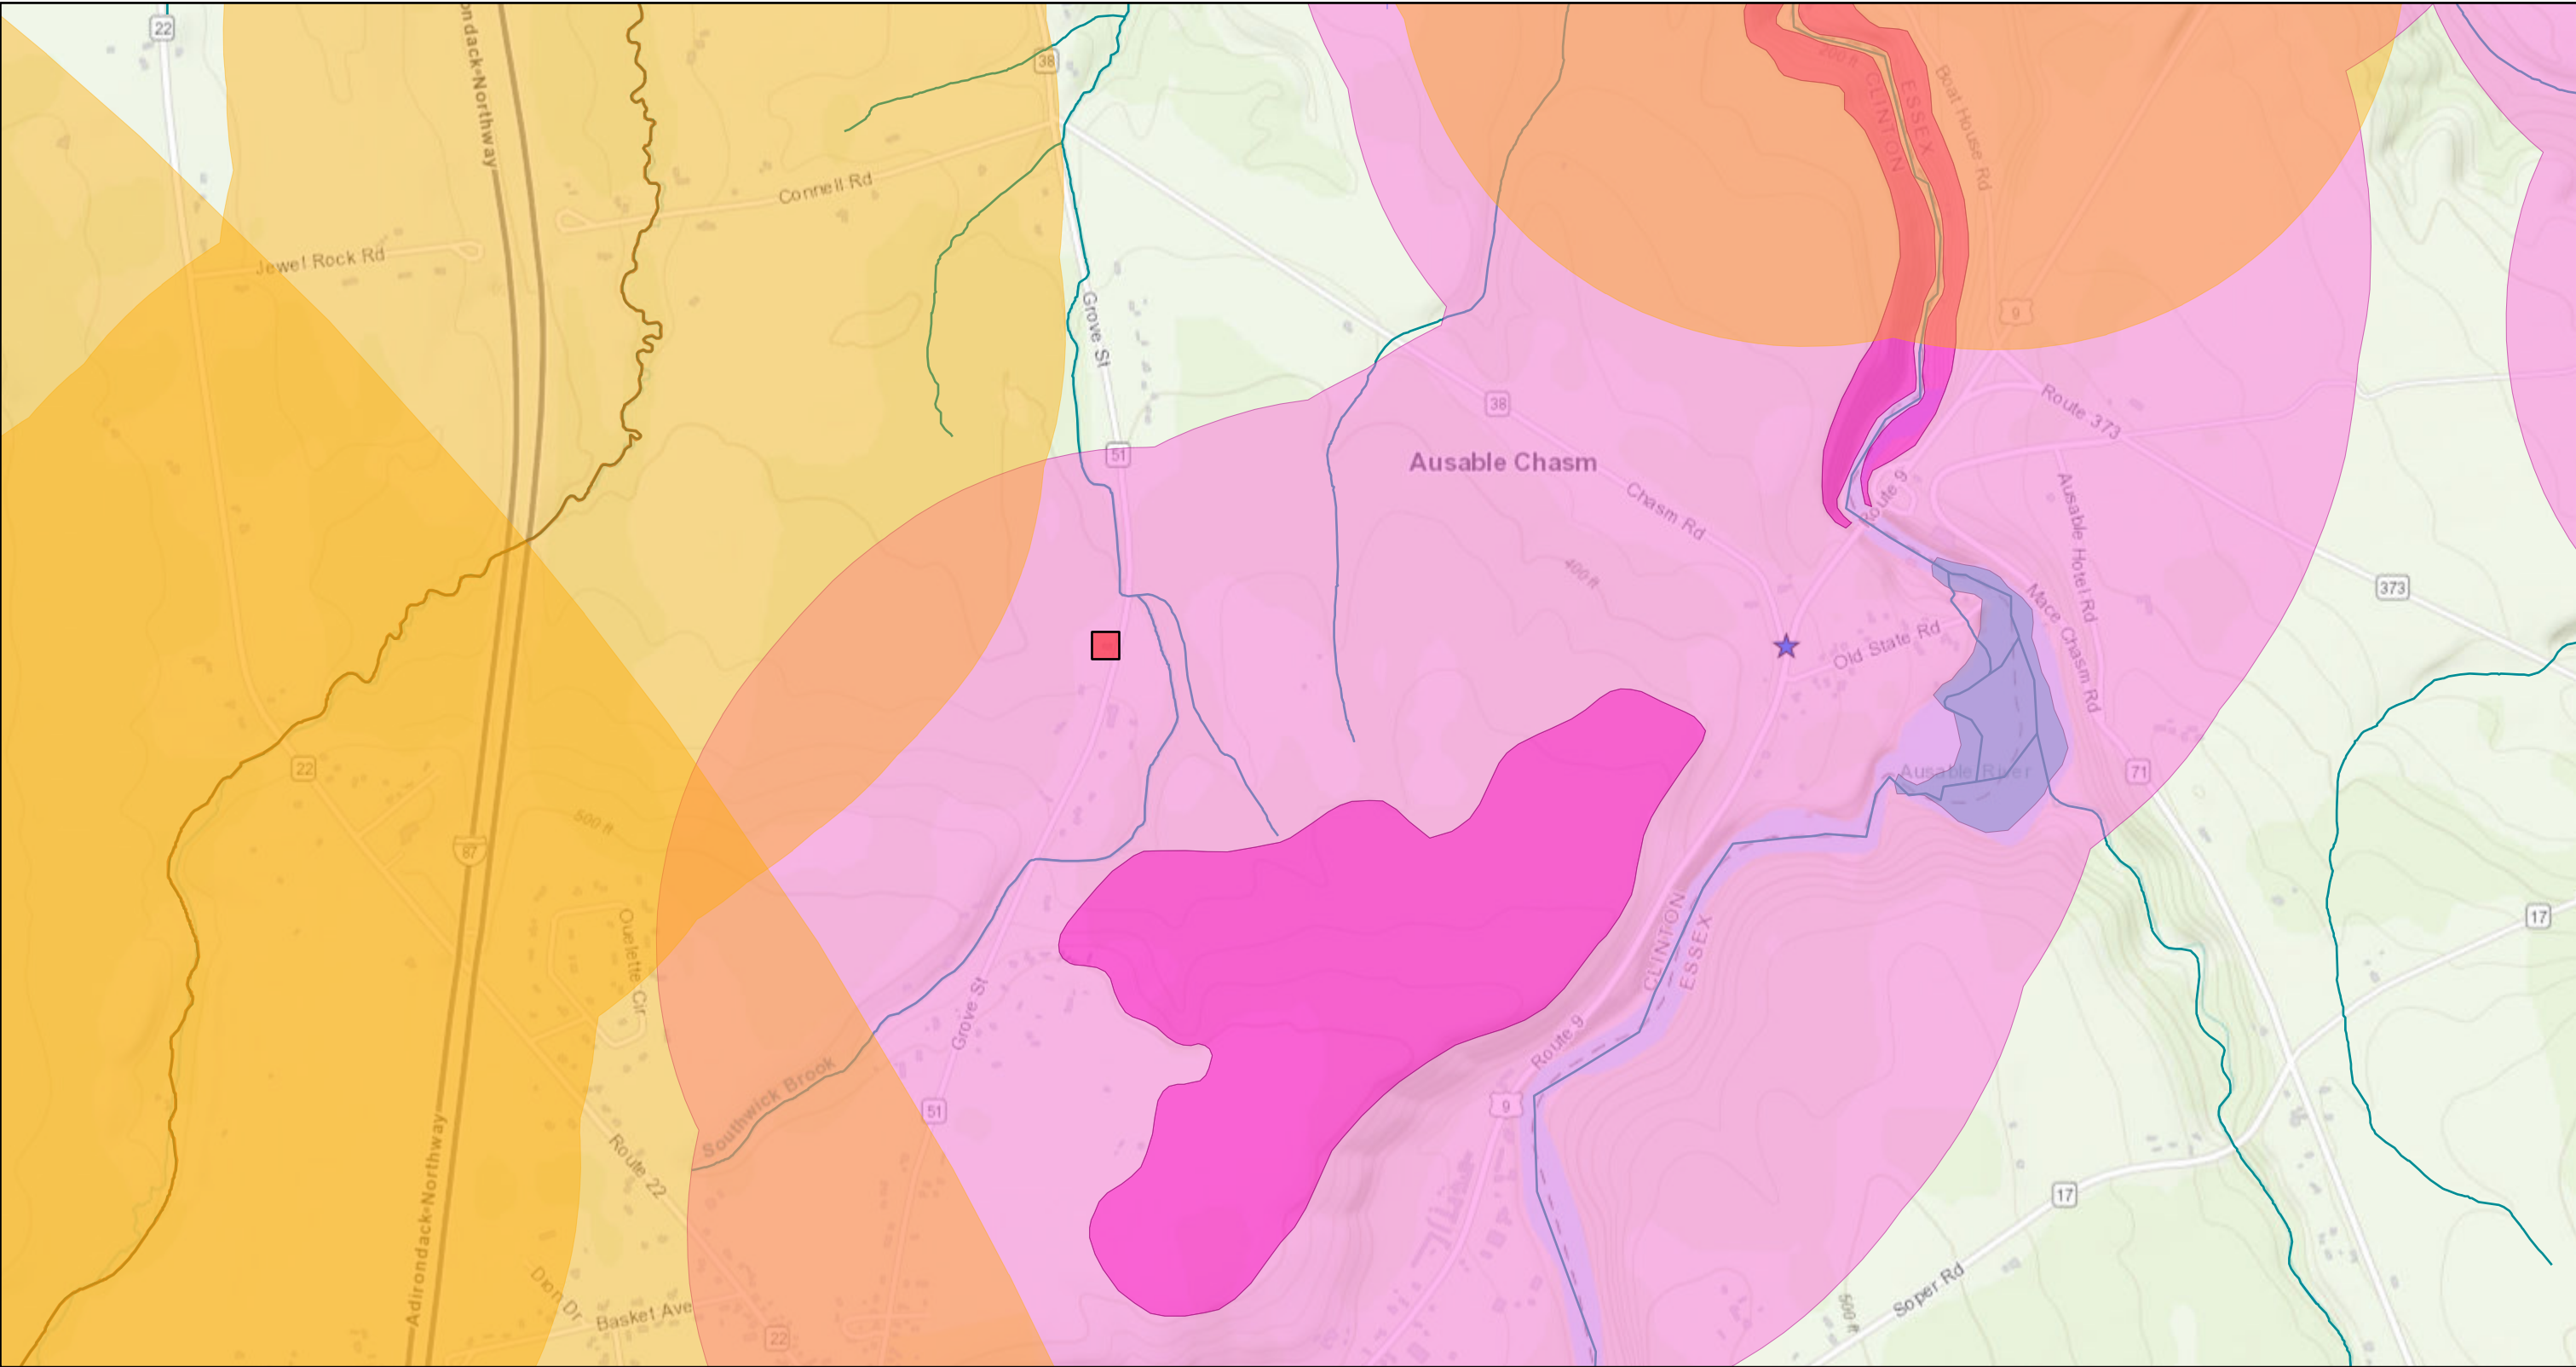 22
Adirondack Northway
38
200 ft
CLINTON
ESSEX
Boat House Rd
Connell Rd
Jewel Rock Rd
Grove St
9
38
Route 373
51
Ausable Chasm
Chasm Rd
Route 9
Ausable Hotel Rd
400 ft
373
Mace Chasm Rd
Old State Rd
22
Ausable River
71
500 ft
87
Ouellette Cir
17
CLINTON
ESSEX
Grove St
Route 9
Southwick Brook
51
9
Route 22
Adirondack Northway
17
Dion Dr
Basket Ave
22
Soper Rd
500 ft